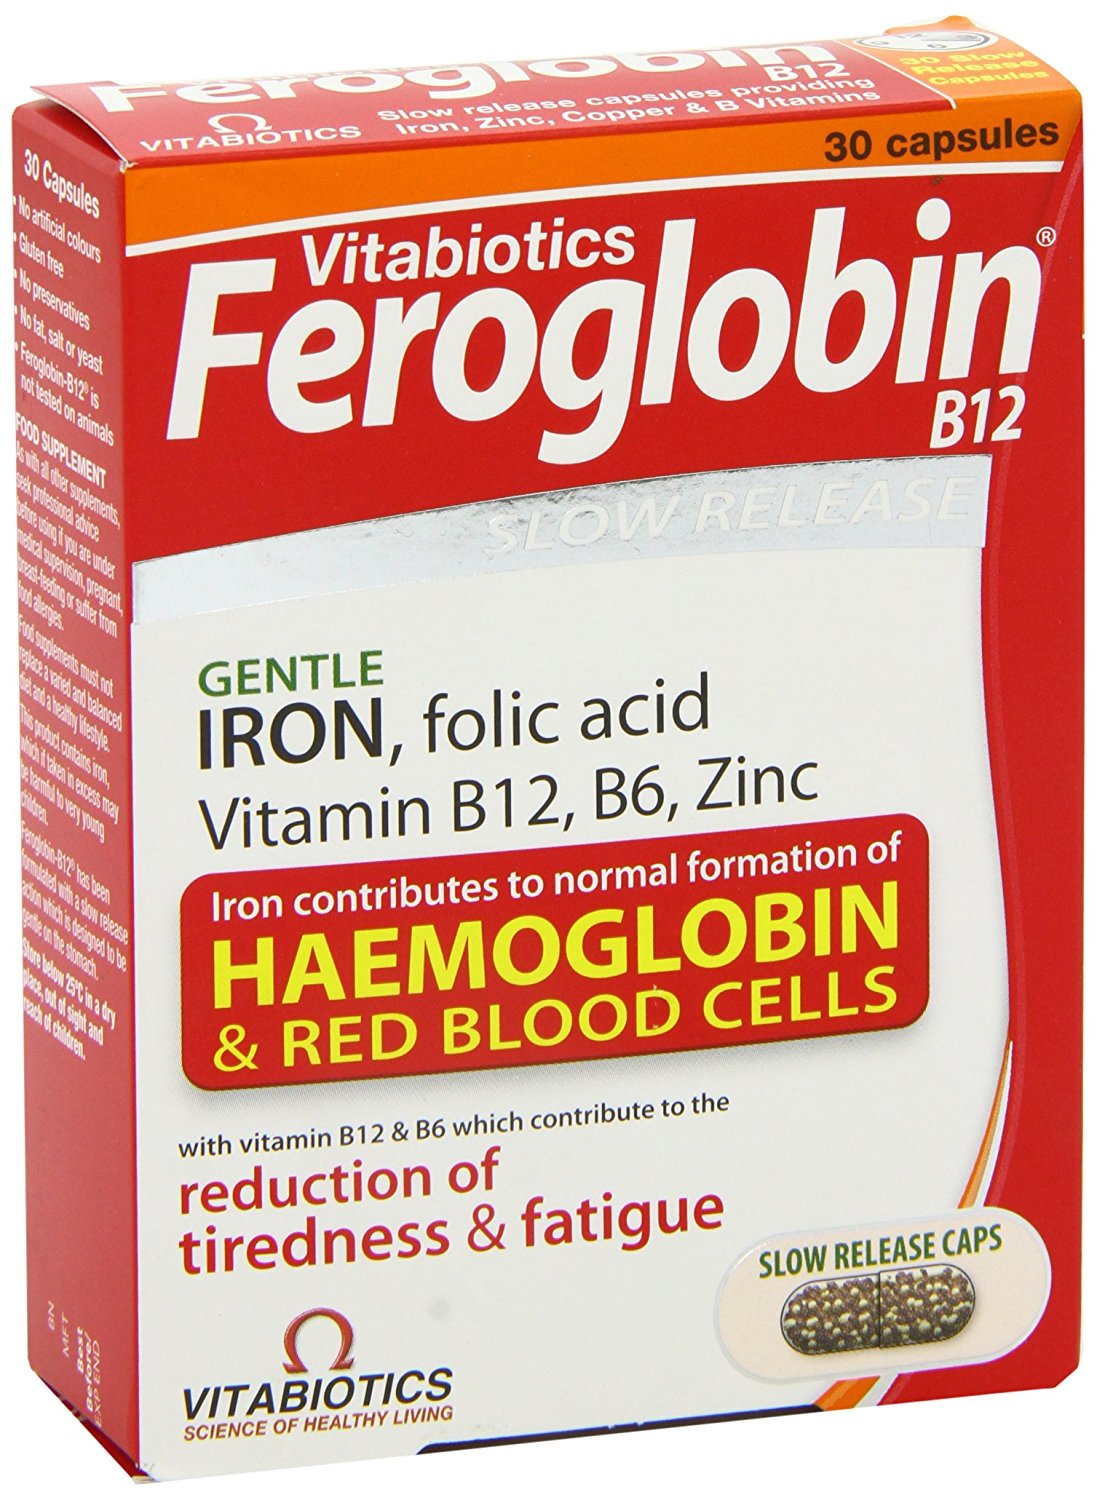 Feroglobin
B12
Slow release capsules providing
Iron, Zinc, Copper & B Vitamins
VITABIOTICS
30 Slow
Release
Capsules
30 capsules
Vitabiotics
Feroglobin®
B12
SLOW RELEASE
GENTLE
IRON, folic acid
Vitamin B12, B6, Zinc
Iron contributes to normal formation of
HAEMOGLOBIN
& RED BLOOD CELLS
with vitamin B12 & B6 which contribute to the
reduction of
tiredness & fatigue
SLOW RELEASE CAPS
VITABIOTICS
SCIENCE OF HEALTHY LIVING
30 Capsules
• No artificial colours
• Gluten free
• No preservatives
• No fat, salt or yeast
• Feroglobin-B12® is
not tested on animals
FOOD SUPPLEMENT
As with all other supplements,
seek professional advice
before using if you are under
medical supervision, pregnant,
breast-feeding or suffer from
food allergies.
Food supplements must not
replace a varied and balanced
diet and a healthy lifestyle.
This product contains iron,
which if taken in excess may
be harmful to very young
children.
Feroglobin-B12® has been
formulated with a slow release
action which is designed to be
gentle on the stomach.
Store below 25°C in a dry
place, out of sight and
reach of children.
BN
MFT
Best
Before/
EXP END